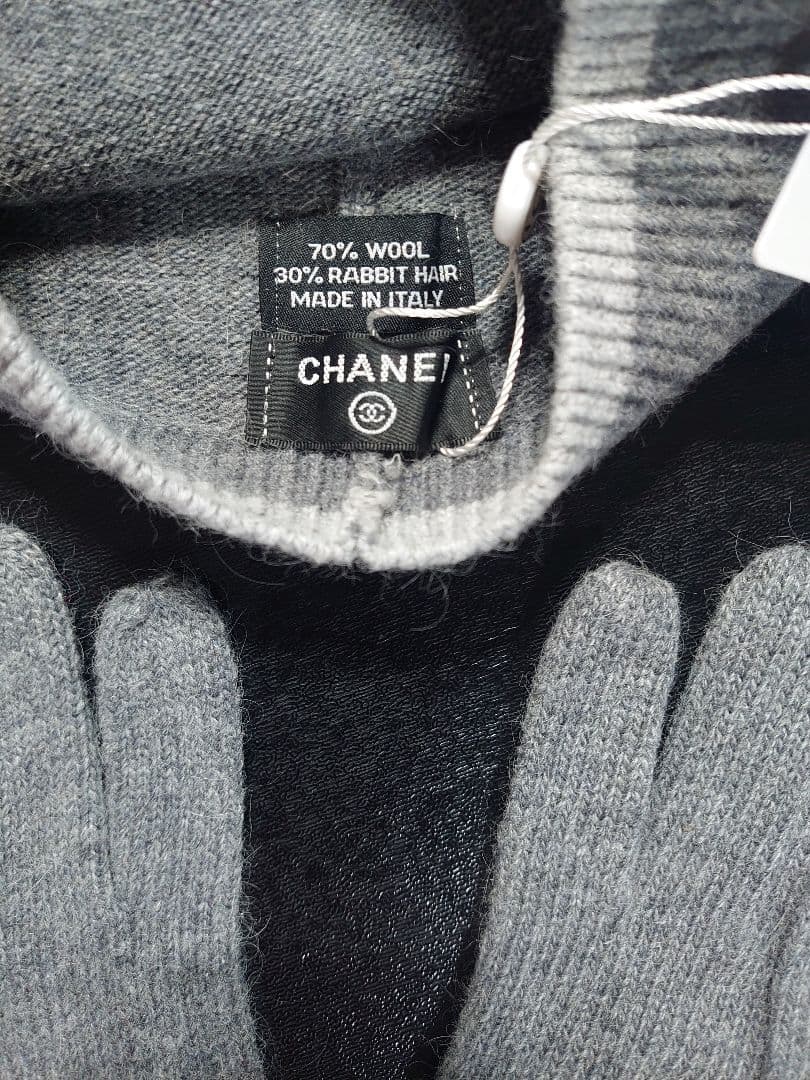 70% WOOL
30% RABBIT HAIR
MADE IN ITALY
CHANEL